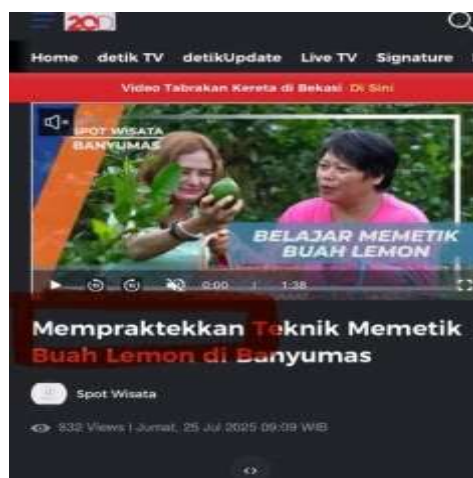 20D
Home detik TV detikUpdate Live TV Signature
Video Tabrakan Kereta di Bekasi Di Sini
SPOT WISATA
BANYUMAS
BELAJAR MEMETIK
BUAH LEMON
0:00 / 1:38
Mempraktekkan Teknik Memetik
Buah Lemon di Banyumas
Spot Wisata
832 Views | Jumat, 25 Jul 2025 09:09 WIB